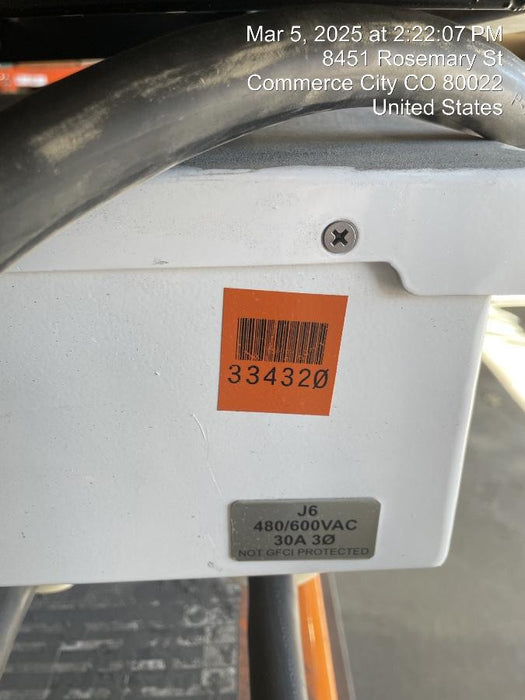 Mar 5, 2025 at 2:22:07 PM
8451 Rosemary St
Commerce City CO 80022
United States
334320
J6
480/600VAC
30A 3Ø
NOT GFCI PROTECTED